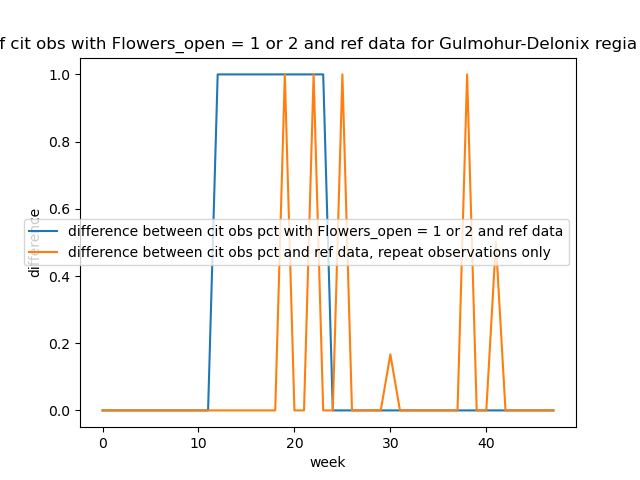 f cit obs with Flowers_open = 1 or 2 and ref data for Gulmohur-Delonix regia
1.0
0.8
0.6
0.4
0.2
0.0
difference
difference between cit obs pct with Flowers_open = 1 or 2 and ref data
difference between cit obs pct and ref data, repeat observations only
0 10 20 30 40
week